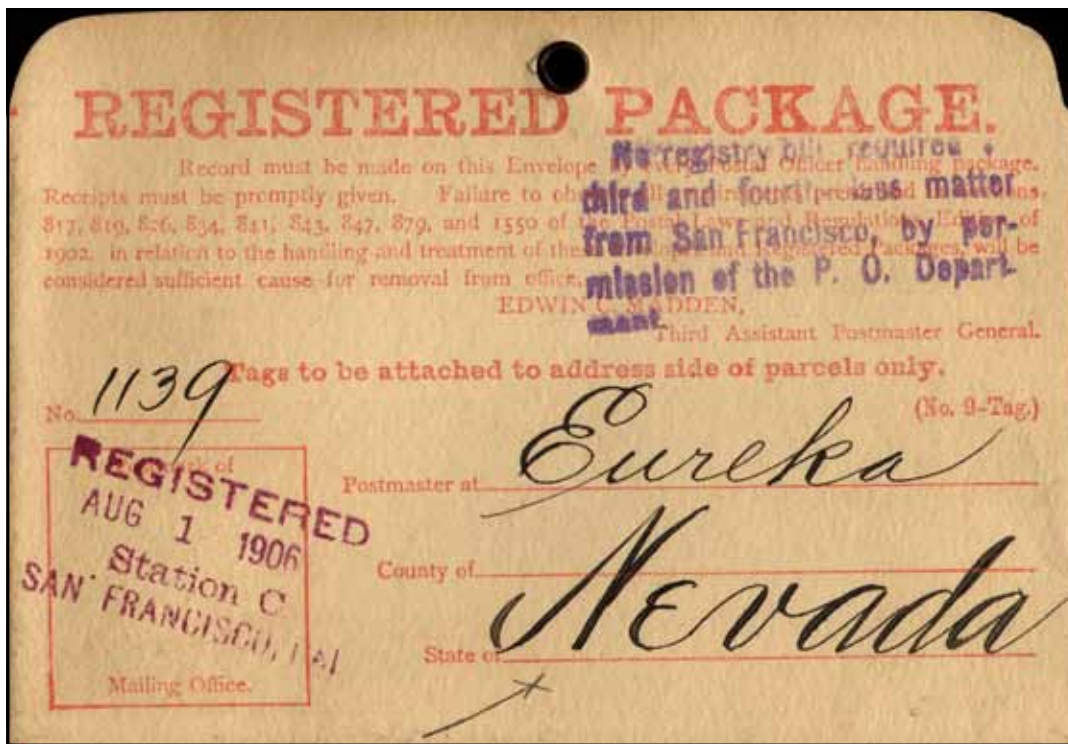 REGISTERED PACKAGE.
Record must be made on this Envelope Postal Officer handling package.
Receipts must be promptly given. Failure to
817, 819, 826, 834, 841, 843, 847, 879, and 1550 of Postal Laws and Regulations, of
1902, in relation to the handling and treatment of Registered Packages, will be
considered sufficient cause for removal from office.
EDWIN C. MADDEN,
Third Assistant Postmaster General.
No registry bill required
third and fourth class matter
from San Francisco, by per-
mission of the P. O. Depart-
ment
Tags to be attached to address side of parcels only.
No. 1139
(No. 9-Tag.)
REGISTERED
AUG 1 1906
Station C
SAN FRANCISCO, CAL
Mailing Office.
Postmaster at Eureka
County of
State of Nevada